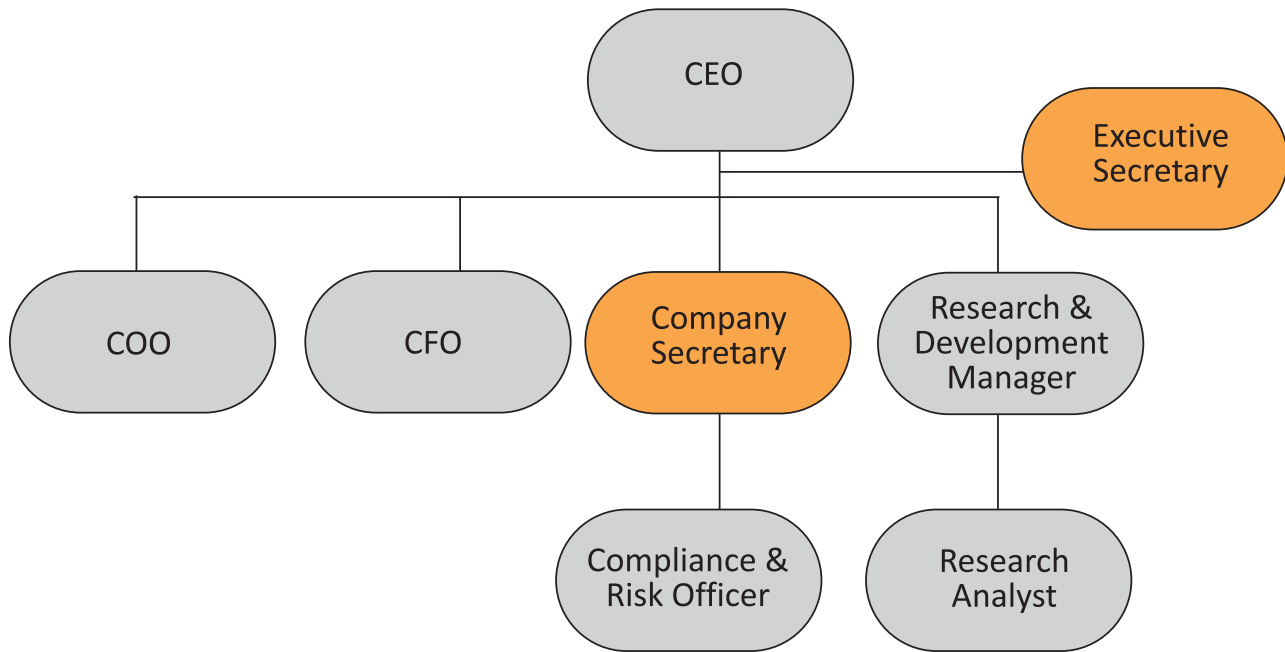 CEO
Executive
Secretary
COO
CFO
Company
Secretary
Research &
Development
Manager
Compliance &
Risk Officer
Research
Analyst